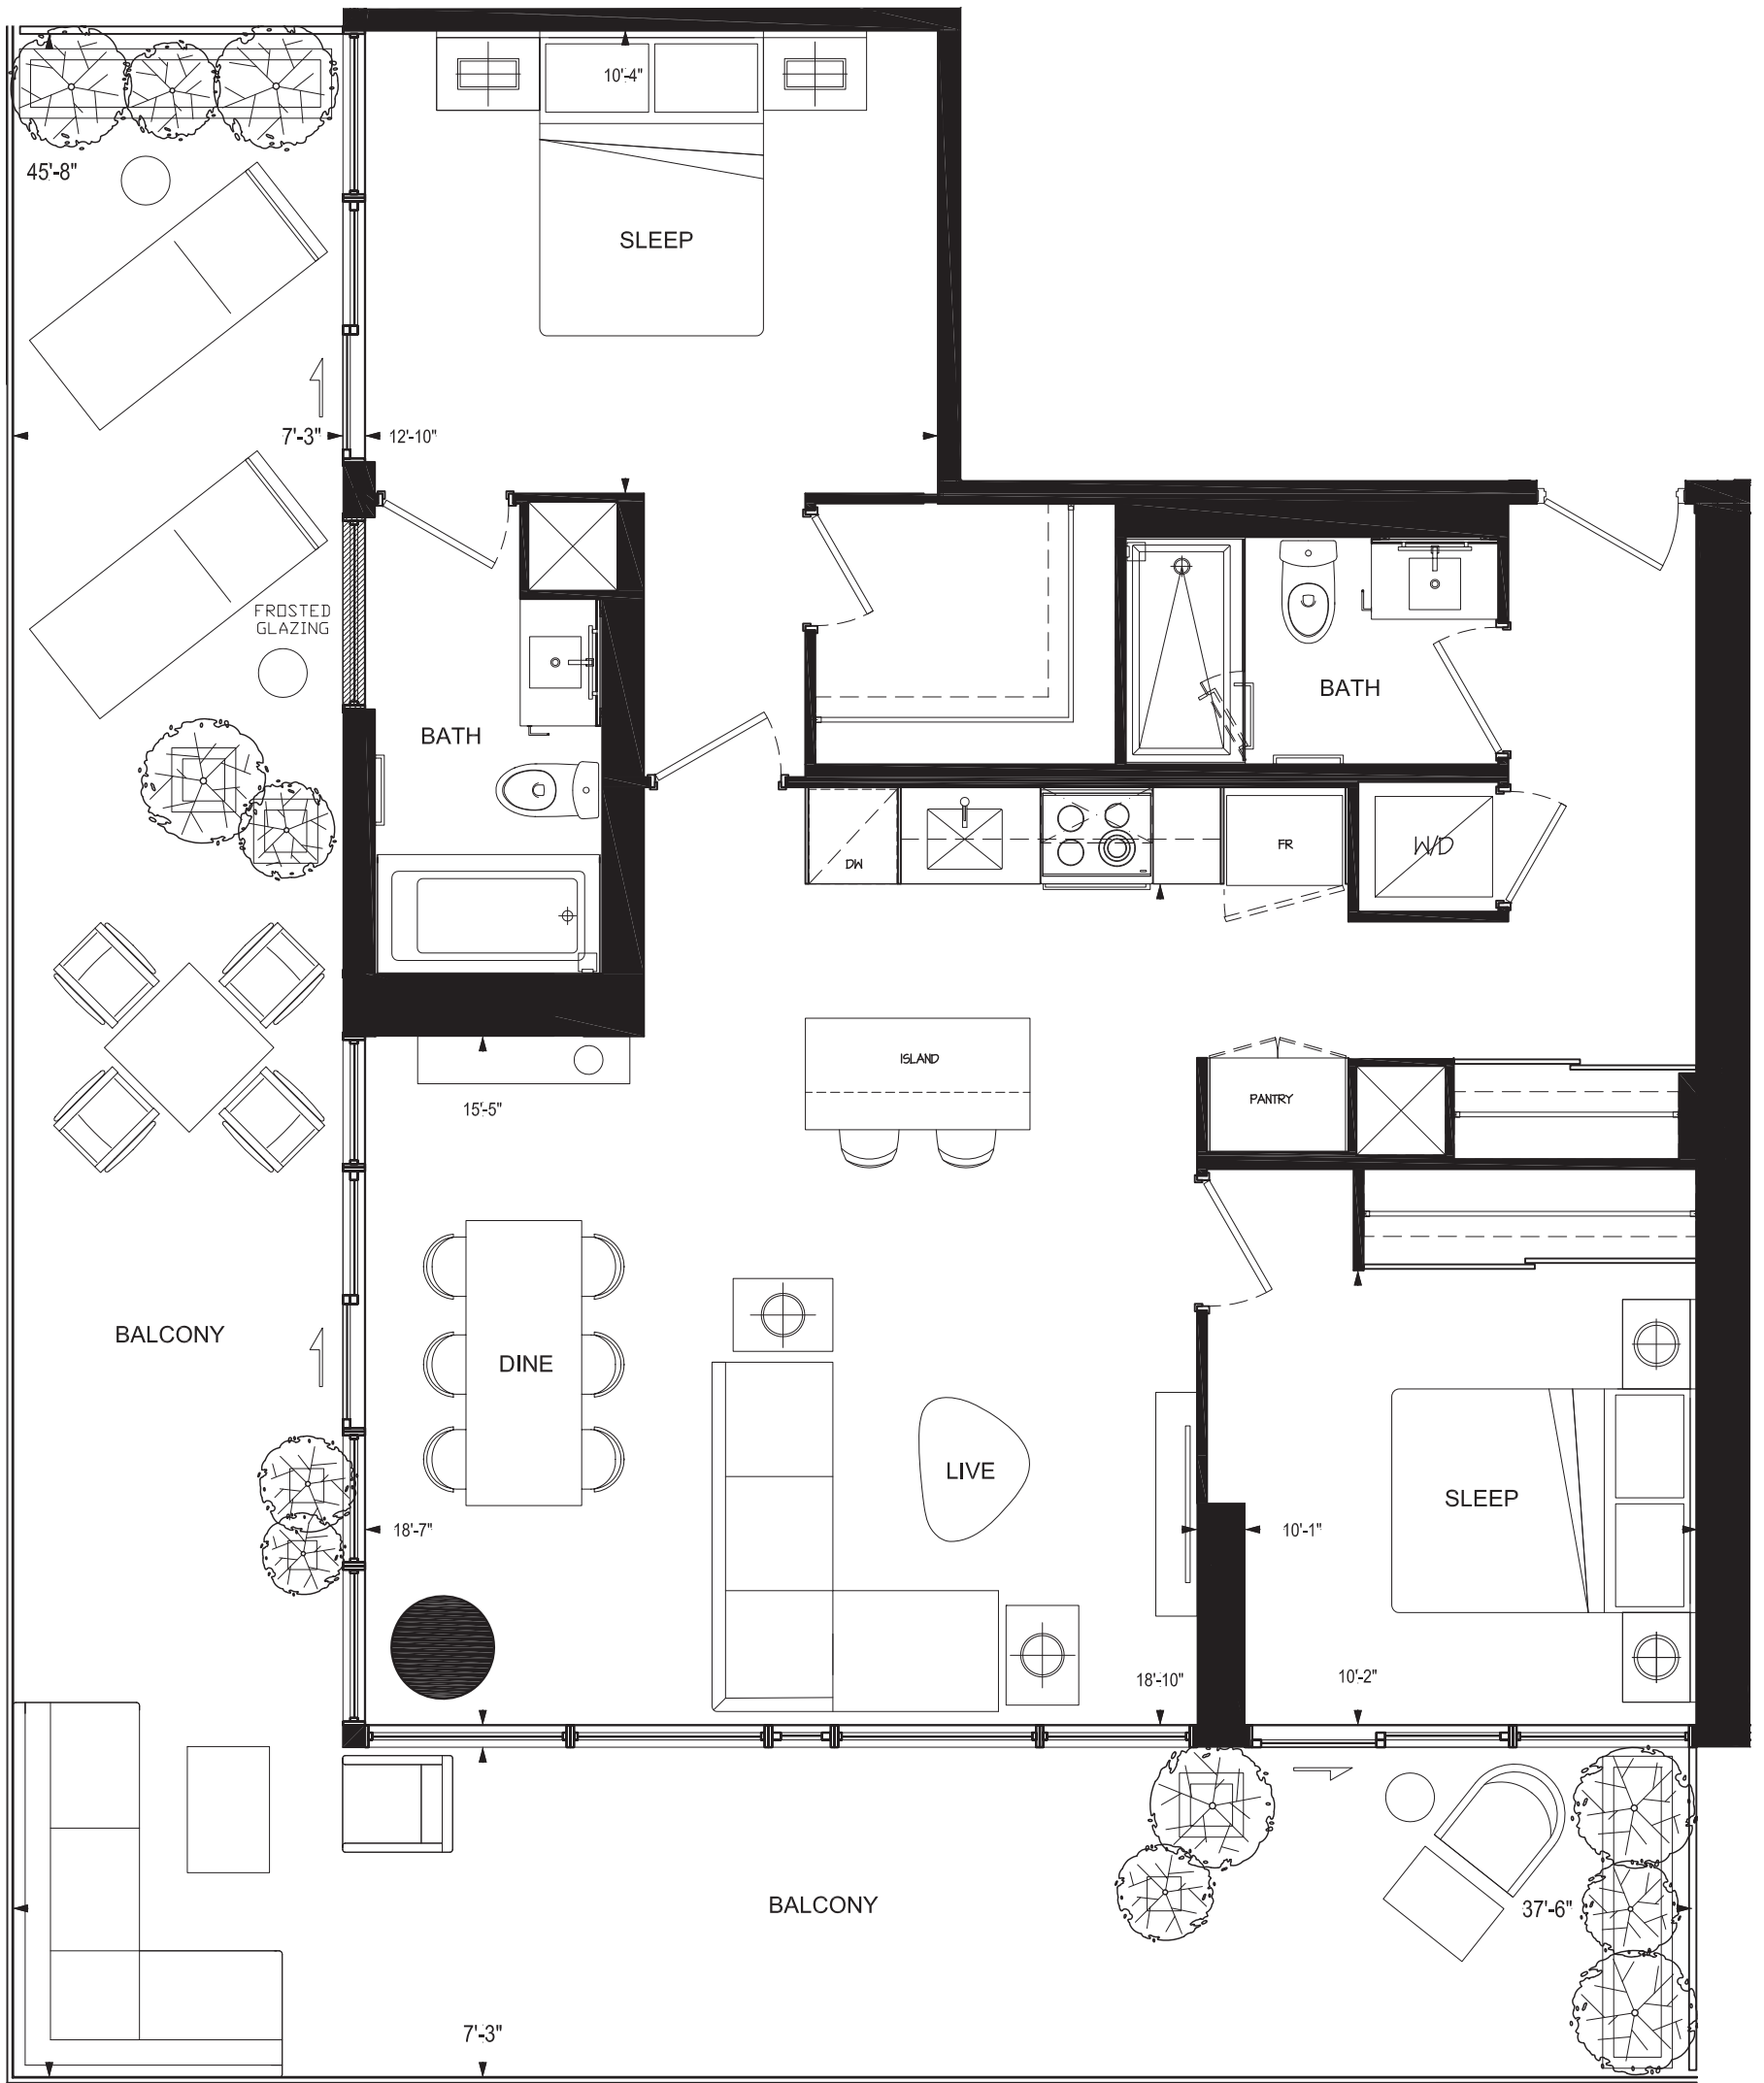 10'-4"
45'-8"
SLEEP
7'-3"
12'-10"
FROSTED
GLAZING
BATH
BATH
DW
FR
W/D
ISLAND
PANTRY
15'-5"
BALCONY
DINE
LIVE
SLEEP
18'-7"
10'-1"
18'-10"
10'-2"
BALCONY
37'-6"
7'-3"